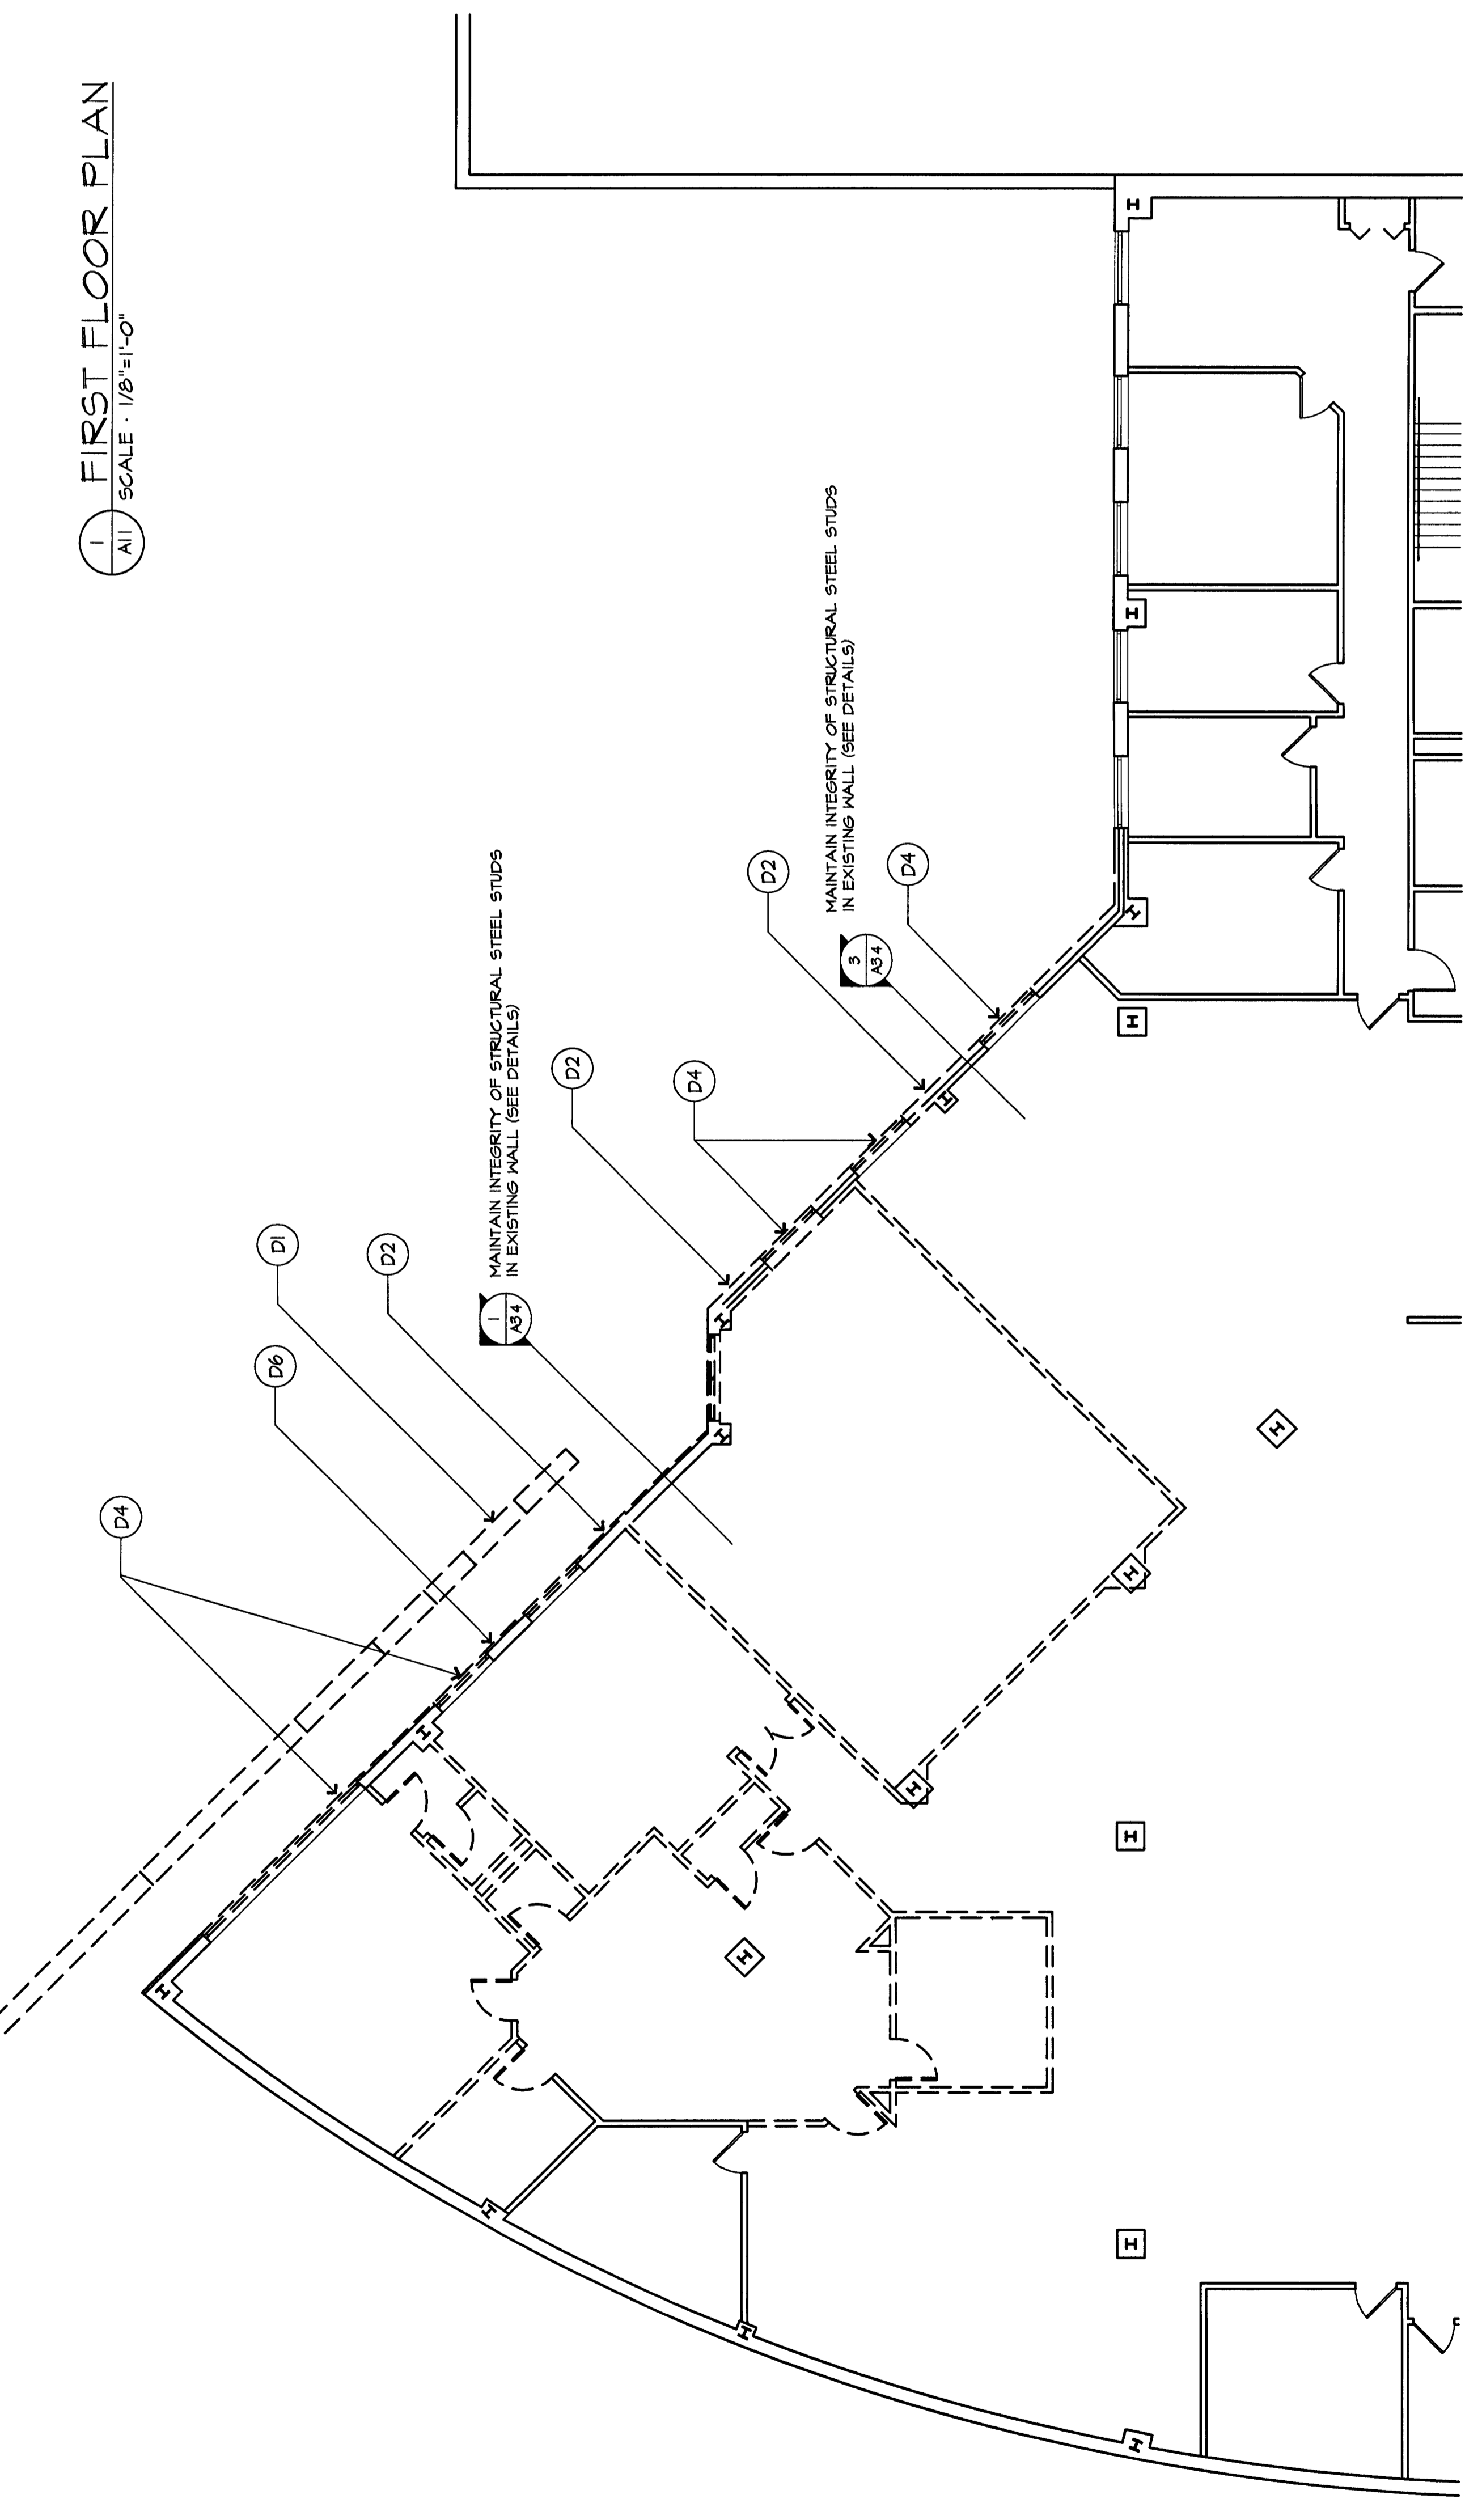 1
A11
FIRST FLOOR PLAN
SCALE · 1/8"=1'-0"
D4
D6
D1
D2
1
A34
MAINTAIN INTEGRITY OF STRUCTURAL STEEL STUDS
IN EXISTING WALL (SEE DETAILS)
D2
D4
D2
3
A34
MAINTAIN INTEGRITY OF STRUCTURAL STEEL STUDS
IN EXISTING WALL (SEE DETAILS)
D4